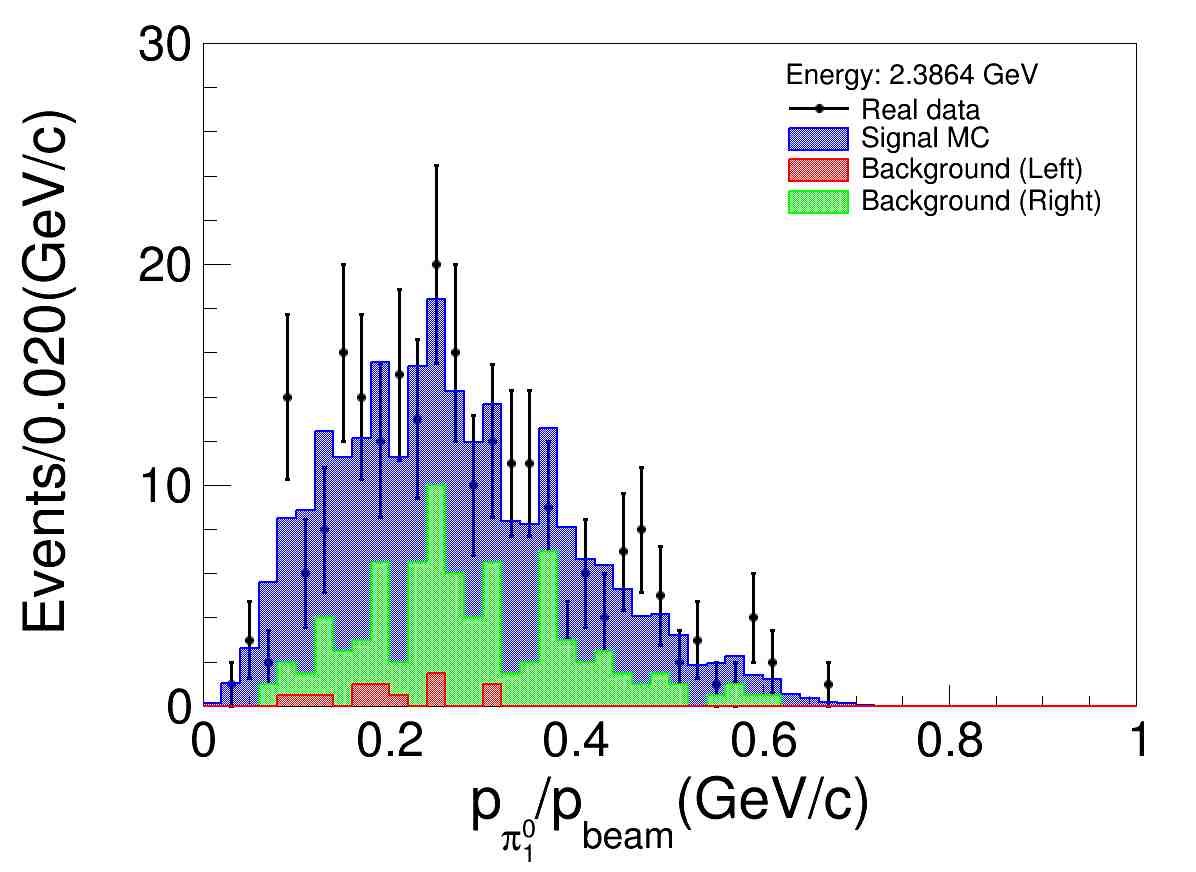 30
20
10
0
Events/0.020(GeV/c)
Energy: 2.3864 GeV
Real data
Signal MC
Background (Left)
Background (Right)
0 0.2 0.4 0.6 0.8 1
p_{π^0_1}/p_{beam}(GeV/c)